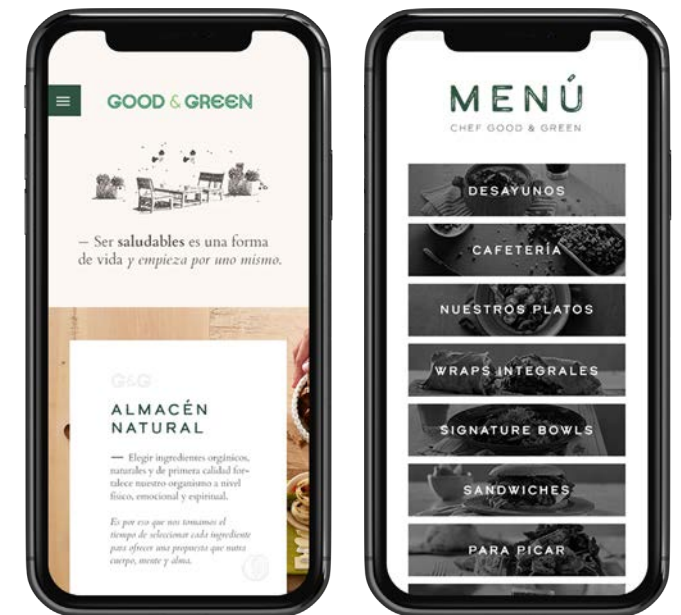 GOOD & GREEN
— Ser saludables es una forma
de vida y empieza por uno mismo.
G&G
ALMACÉN
NATURAL
— Elegir ingredientes orgánicos,
naturales y de primera calidad for-
talece nuestro organismo a nivel
físico, emocional y espiritual.
Es por eso que nos tomamos el
tiempo de seleccionar cada ingrediente
para ofrecer una propuesta que nutra
cuerpo, mente y alma.
MENÚ
CHEF GOOD & GREEN
DESAYUNOS
CAFETERÍA
NUESTROS PLATOS
WRAPS INTEGRALES
SIGNATURE BOWLS
SANDWICHES
PARA PICAR